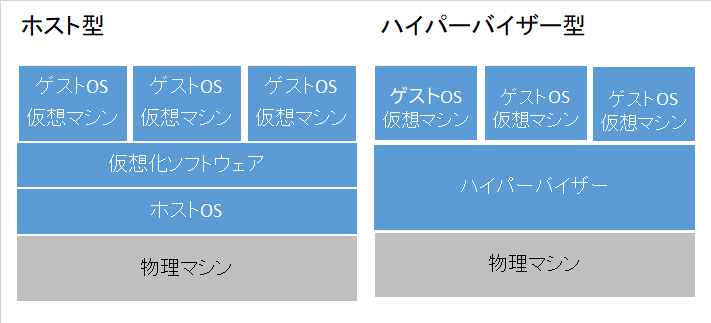 ホスト型
ゲストOS
仮想マシン
ゲストOS
仮想マシン
ゲストOS
仮想マシン
仮想化ソフトウェア
ホストOS
物理マシン
ハイパーバイザー型
ゲストOS
仮想マシン
ゲストOS
仮想マシン
ゲストOS
仮想マシン
ハイパーバイザー
物理マシン